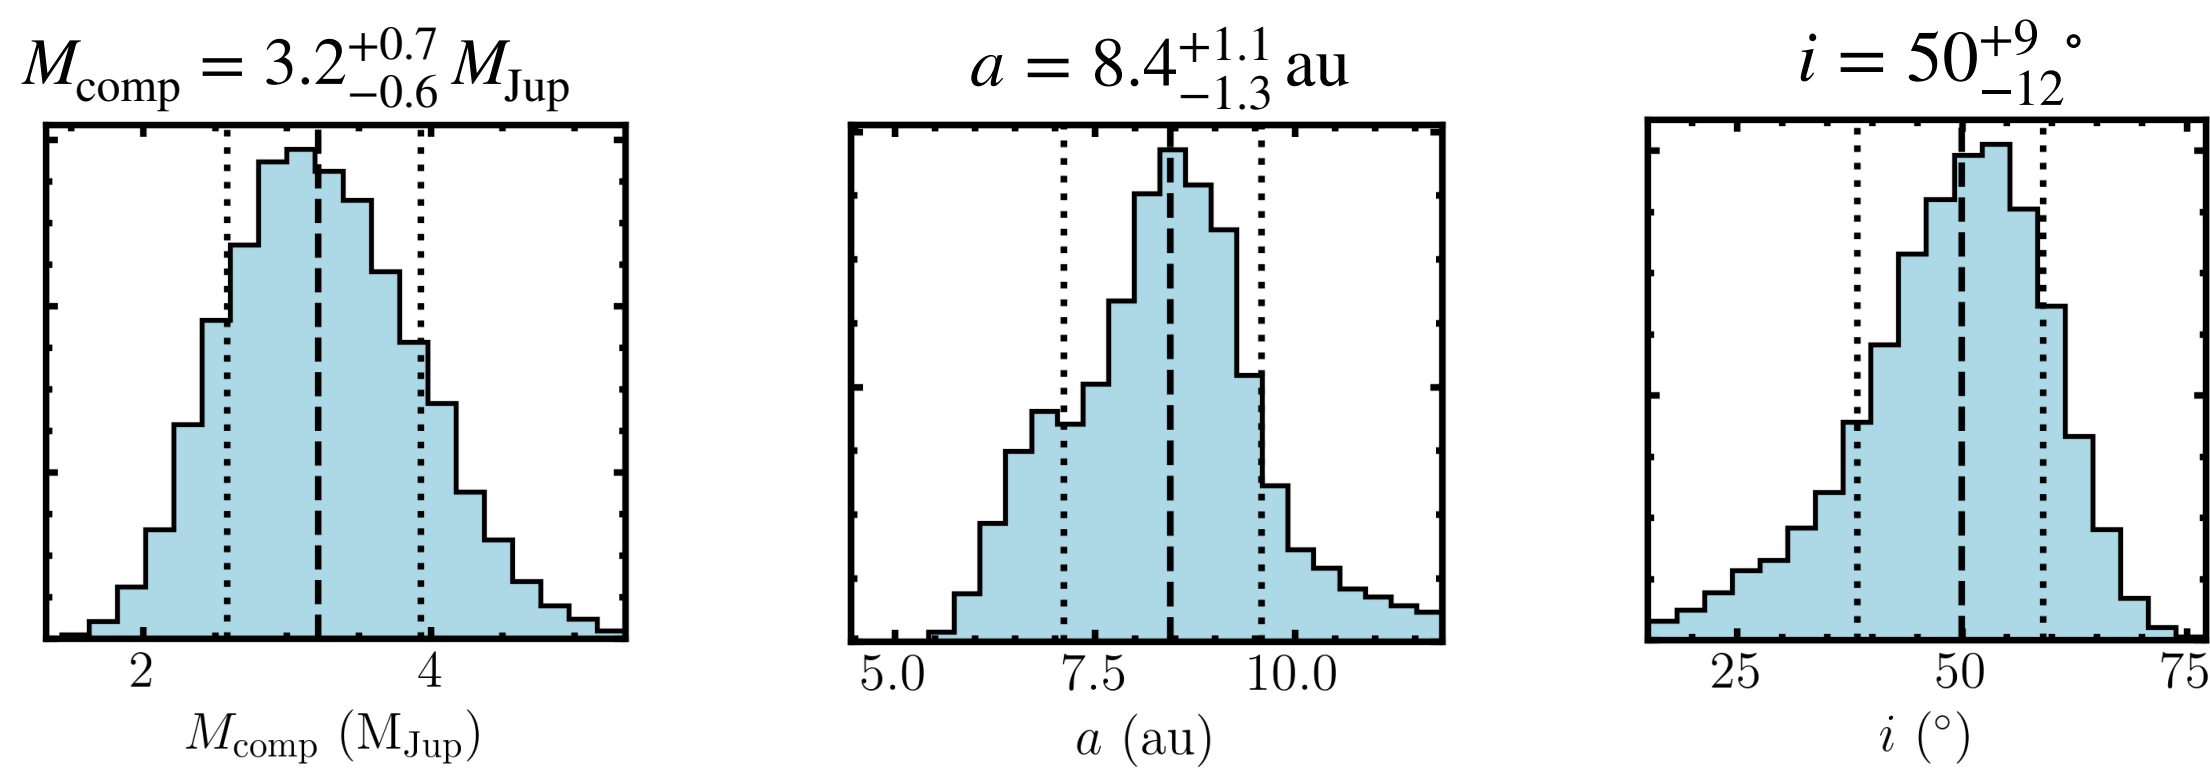 M_comp = 3.2^{+0.7}_{−0.6} M_Jup
a = 8.4^{+1.1}_{−1.3} au
i = 50^{+9}_{−12}°
2 4
5.0 7.5 10.0
25 50 75
M_comp (M_Jup)
a (au)
i (°)